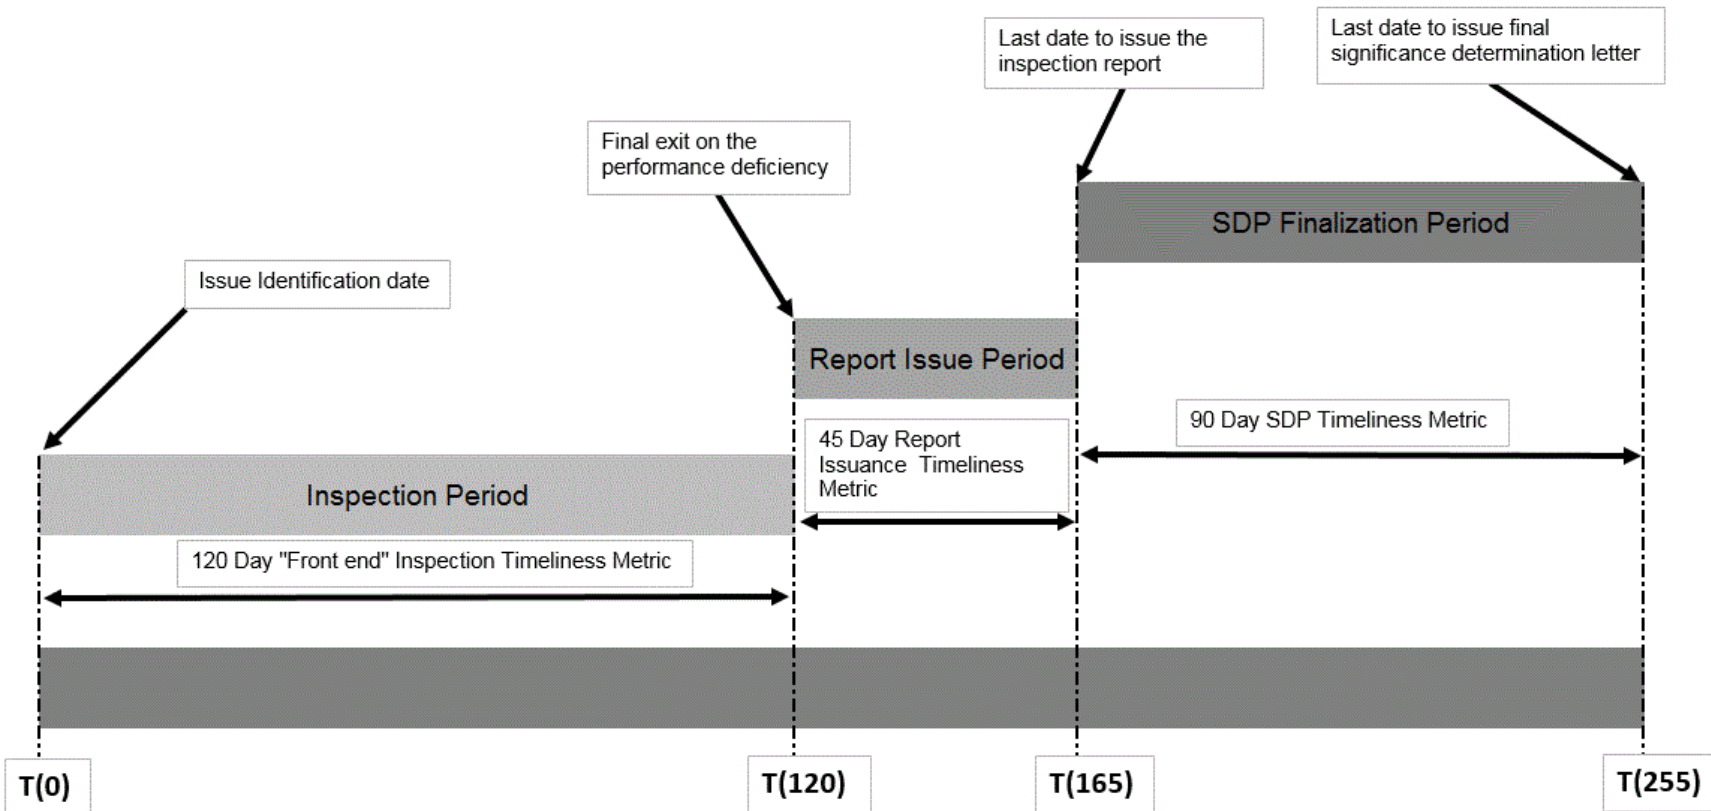 Last date to issue the
inspection report
Last date to issue final
significance determination letter
Final exit on the
performance deficiency
SDP Finalization Period
Issue Identification date
Report Issue Period
90 Day SDP Timeliness Metric
45 Day Report
Issuance  Timeliness
Metric
Inspection Period
120 Day "Front end" Inspection Timeliness Metric
T(0)
T(120)
T(165)
T(255)